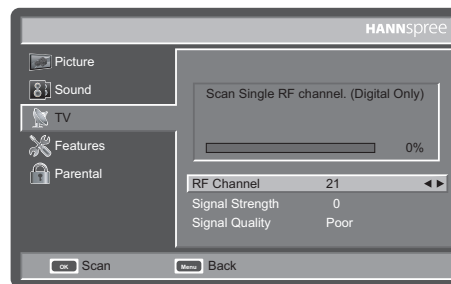 HANNspree
Picture
Sound
TV
Features
Parental
Scan Single RF channel. (Digital Only)
0%
RF Channel 21
Signal Strength 0
Signal Quality Poor
OK Scan Menu Back